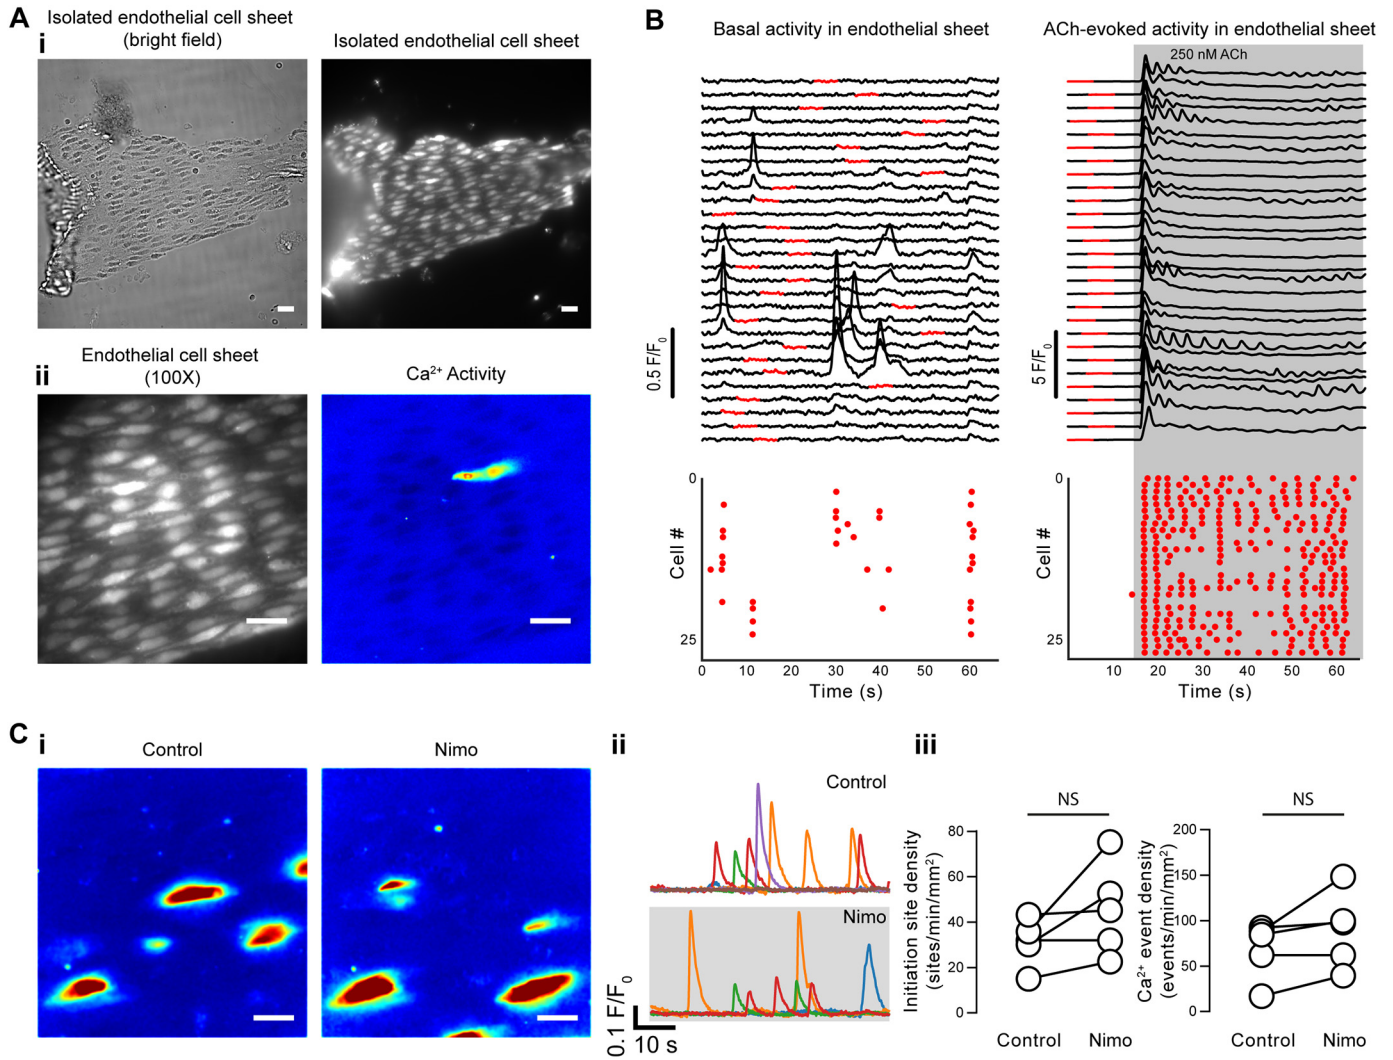 A
Isolated endothelial cell sheet
(bright field)
i
Isolated endothelial cell sheet
ii
Endothelial cell sheet
(100X)
Ca²⁺ Activity
B
Basal activity in endothelial sheet
ACh-evoked activity in endothelial sheet
250 nM ACh
0.5 F/F₀
5 F/F₀
0
25
Cell #
0 10 20 30 40 50 60
Time (s)
0
25
Cell #
10 20 30 40 50 60
Time (s)
C
i
Control
Nimo
ii
Control
Nimo
0.1 F/F₀
10 s
iii
NS
Initiation site density
(sites/min/mm²)
80
60
40
20
0
Control Nimo
NS
Ca²⁺ event density
(events/min/mm²)
200
150
100
50
0
Control Nimo